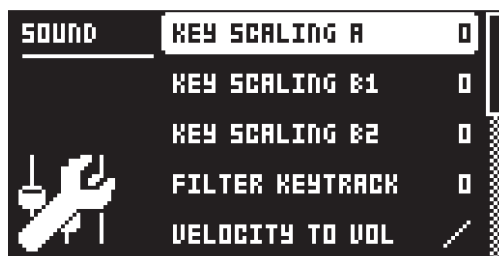 SOUND
KEY SCALING A 0
KEY SCALING B1 0
KEY SCALING B2 0
FILTER KEYTRACK 0
VELOCITY TO VOL